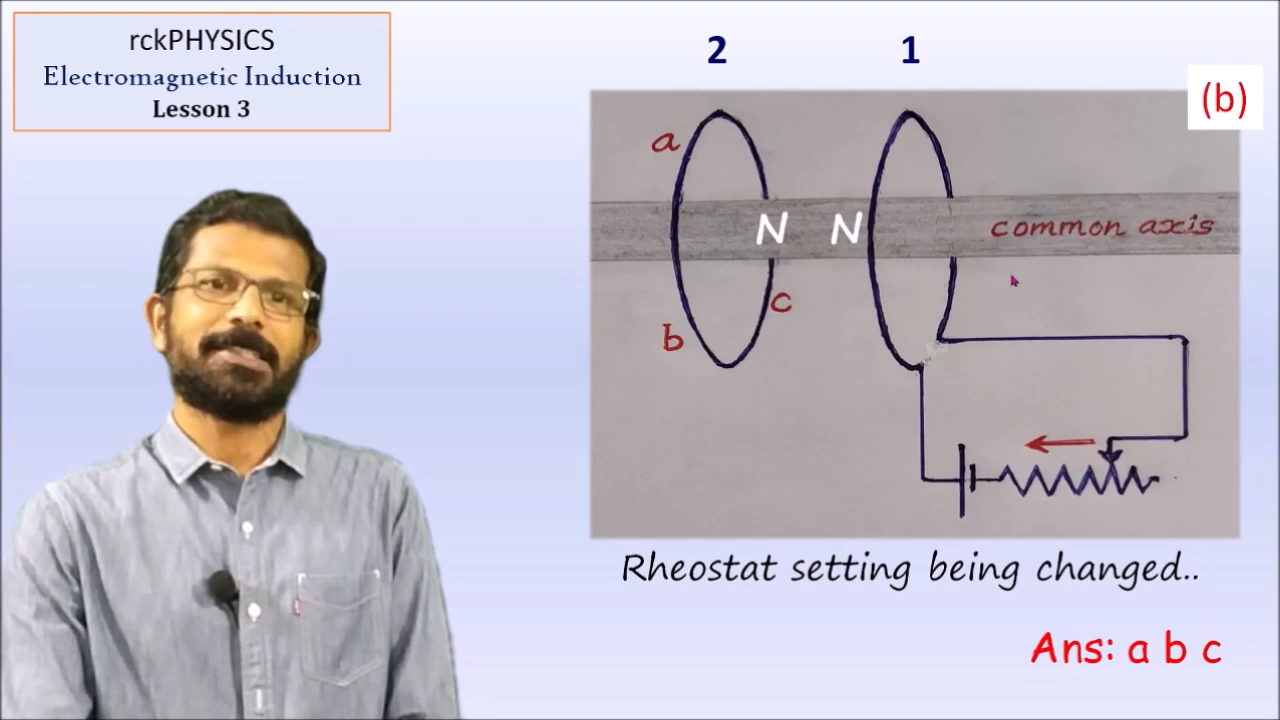 rckPHYSICS
Electromagnetic Induction
Lesson 3
2
1
(b)
a
N
N
common axis
c
b
Rheostat setting being changed..
Ans: a b c